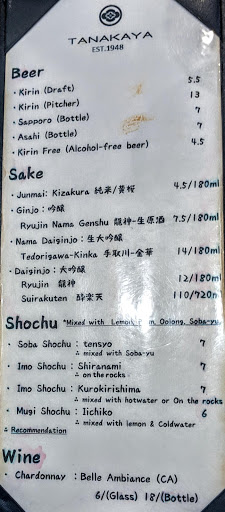 TANAKAYA
EST.1948
Beer
・Kirin (Draft) 5.5
・Kirin (Pitcher) 13
・Sapporo (Bottle) 7
・Asahi (Bottle) 7
・Kirin Free (Alcohol-free beer) 4.5
Sake
・Junmai: Kizakura 純米/黄桜 4.5/180ml
・Ginjo：吟醸
Ryujin Nama Genshu 龍神-生原酒 7.5/180ml
・Nama Daiginjo：生大吟醸
Tedorigawa-Kinka 手取川-金華 14/180ml
・Daiginjo：大吟醸
Ryujin 龍神 12/180ml
Suirakuten 酔楽天 110/720ml
Shochu *Mixed with Lemon, Oolong, Soba-yu
・Soba Shochu：tensyo 7
∴ mixed with Soba-yu
・Imo Shochu：Shiranami 7
∴ on the rocks
・Imo Shochu：Kurokirishima 7
∴ mixed with hotwater or On the rocks
・Mugi Shochu：Iichiko 6
∴ mixed with lemon & Coldwater
∴ Recommendation
Wine
・Chardonnay：Belle Ambiance (CA)
6/(Glass) 18/(Bottle)